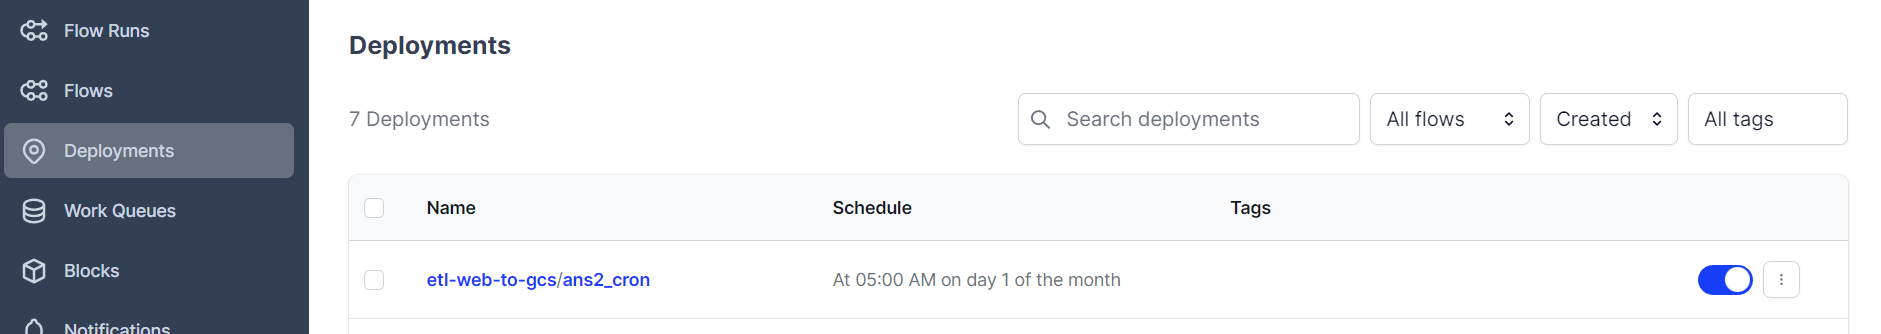 Flow Runs
Flows
Deployments
Work Queues
Blocks
Notifications
Deployments
7 Deployments
Search deployments
All flows
Created
All tags
Name Schedule Tags
etl-web-to-gcs/ans2_cron At 05:00 AM on day 1 of the month